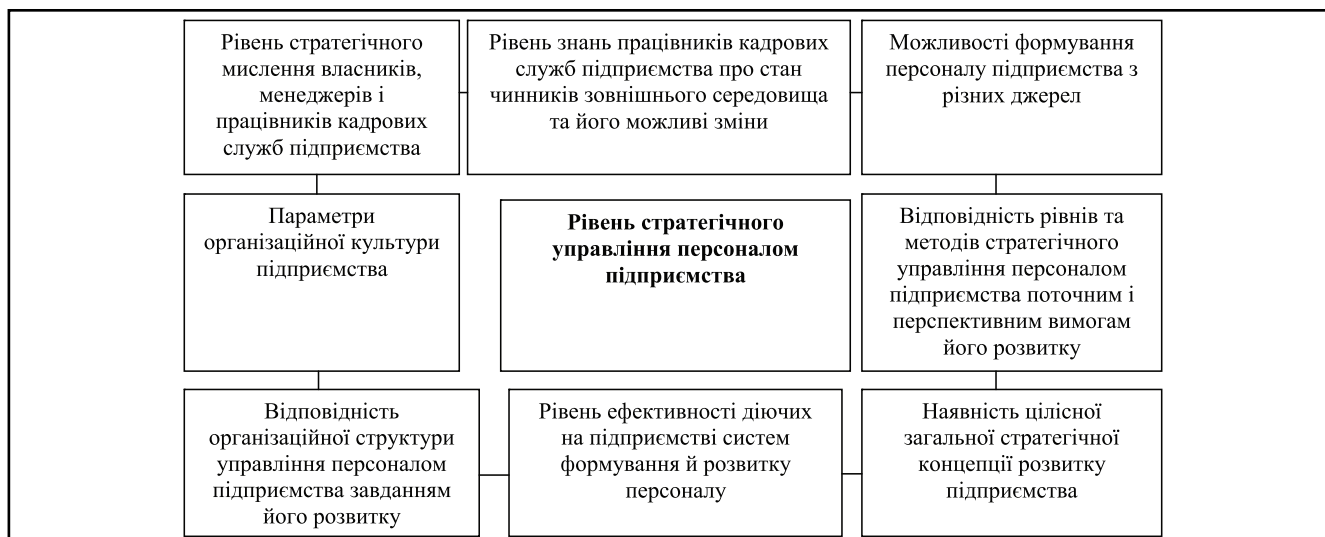 Рівень стратегічного
мислення власників,
менеджерів і
працівників кадрових
служб підприємства
Рівень знань працівників кадрових
служб підприємства про стан
чинників зовнішнього середовища
та його можливі зміни
Можливості формування
персоналу підприємства з
різних джерел
Параметри
організаційної культури
підприємства
Рівень стратегічного
управління персоналом
підприємства
Відповідність рівнів та
методів стратегічного
управління персоналом
підприємства поточним і
перспективним вимогам
його розвитку
Відповідність
організаційної структури
управління персоналом
підприємства завданням
його розвитку
Рівень ефективності діючих
на підприємстві систем
формування й розвитку
персоналу
Наявність цілісної
загальної стратегічної
концепції розвитку
підприємства